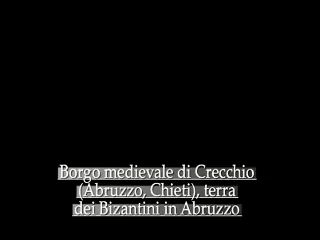 Borgo medievale di Crecchio
(Abruzzo, Chieti), terra
dei Bizantini in Abruzzo